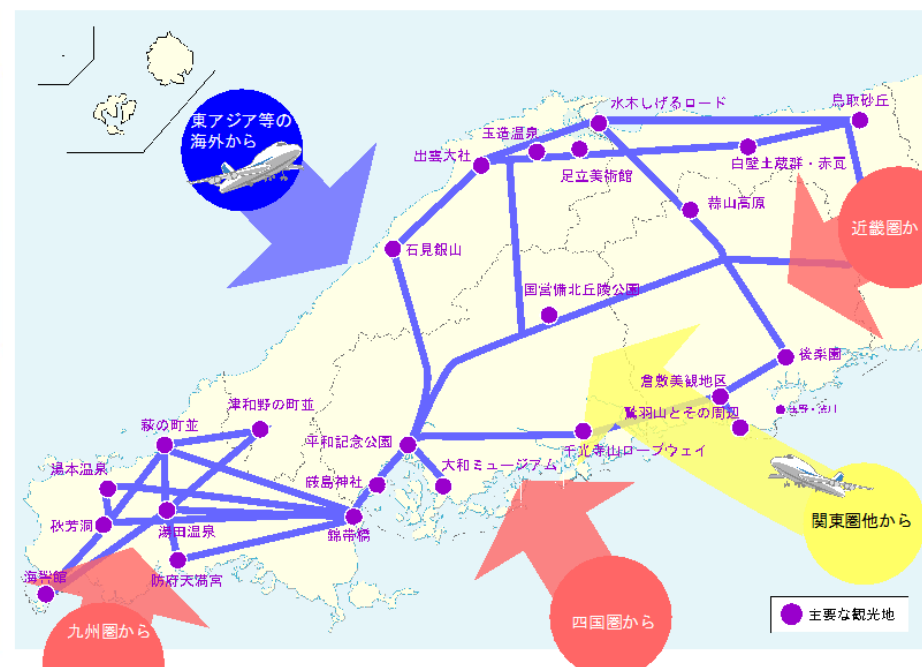 東アジア等の
海外から
水木しげるロード
鳥取砂丘
玉造温泉
出雲大社
足立美術館
白壁土蔵群・赤瓦
蒜山高原
近畿圏か
石見銀山
国営備北丘陵公園
後楽園
倉敷美観地区
鷲羽山とその周辺
津和野の町並
萩の町並
平和記念公園
千光寺山ロープウェイ
湯本温泉
大和ミュージアム
厳島神社
秋芳洞
湯田温泉
錦帯橋
関東圏他から
海響館
防府天満宮
九州圏から
四国圏から
主要な観光地